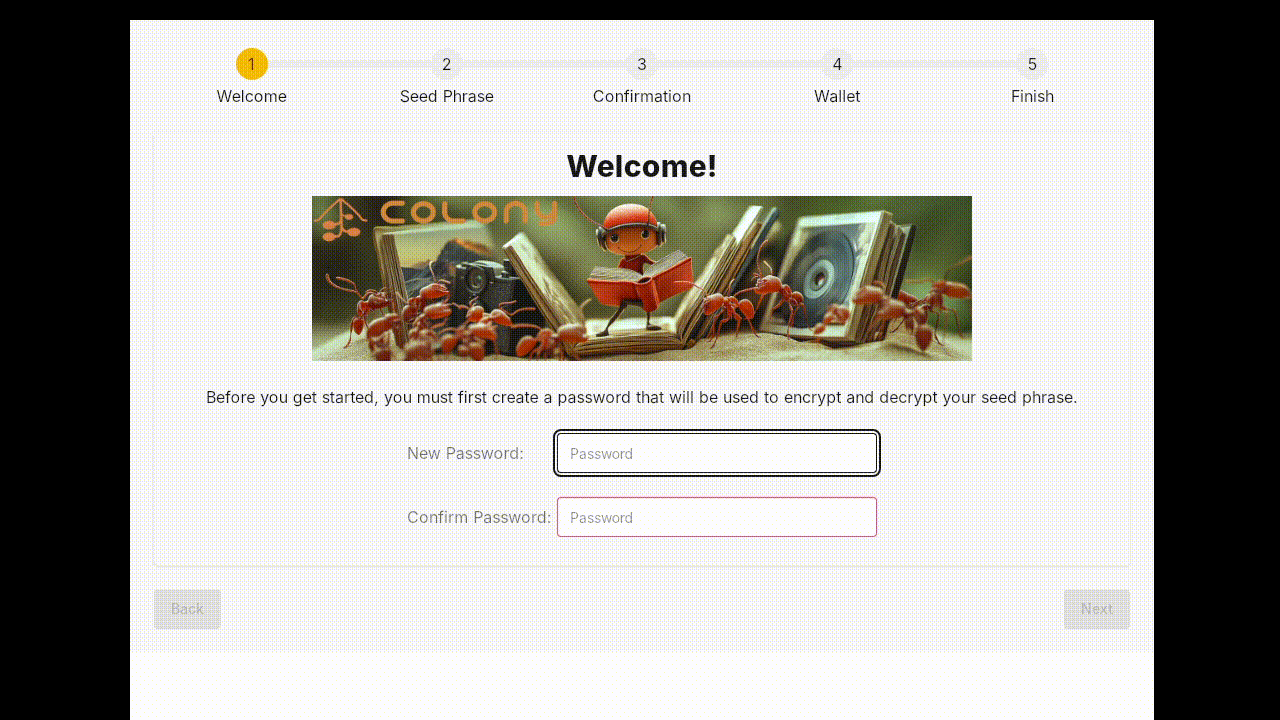 1 2 3 4 5
Welcome Seed Phrase Confirmation Wallet Finish
Welcome!
COLONY
Before you get started, you must first create a password that will be used to encrypt and decrypt your seed phrase.
New Password: Password
Confirm Password: Password
Back Next